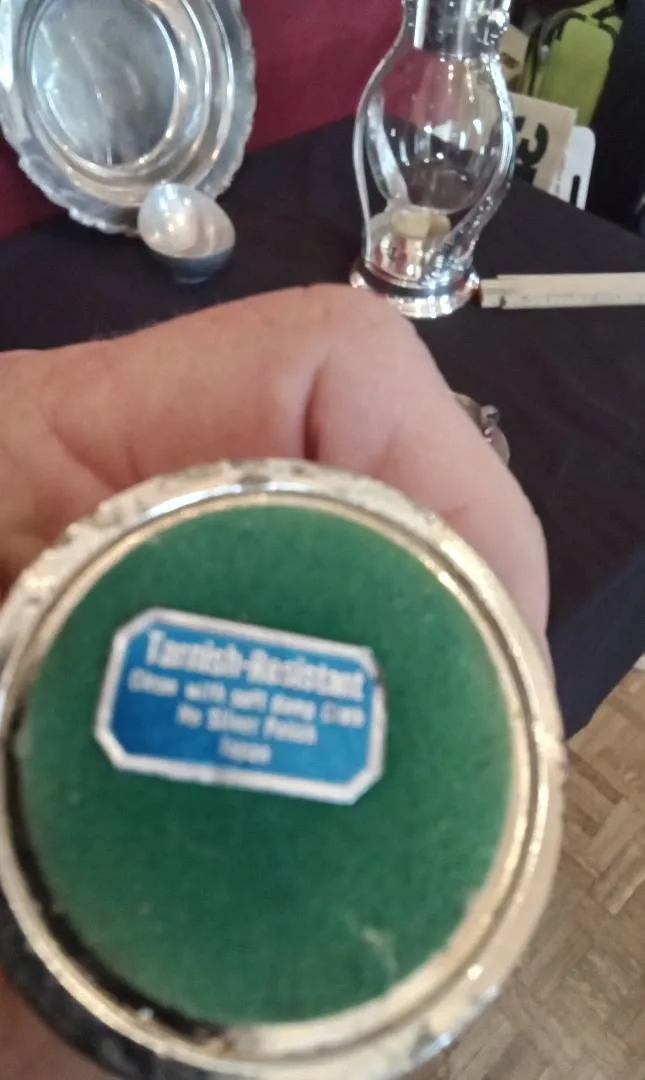 Tarnish-Resistant
Clean with soft damp Cloth
No Silver Polish
Japan